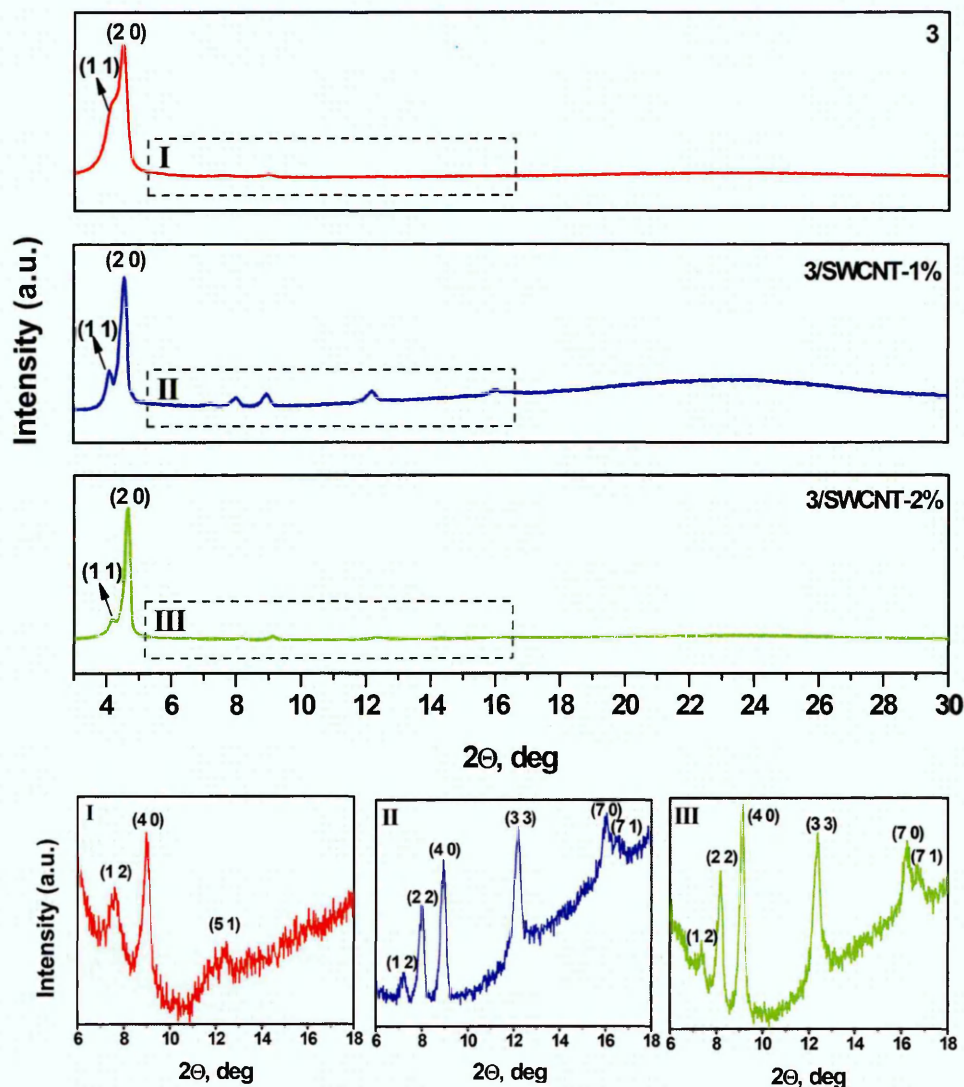 (2 0)
(1 1)
3
I
(2 0)
(1 1)
3/SWCNT-1%
II
(2 0)
(1 1)
3/SWCNT-2%
III
Intensity (a.u.)
4 6 8 10 12 14 16 18 20 22 24 26 28 30
2Θ, deg
I
(4 0)
(1 2)
(5 1)
Intensity (a.u.)
6 8 10 12 14 16 18
2Θ, deg
II
(7 0)
(7 1)
(3 3)
(4 0)
(2 2)
(1 2)
6 8 10 12 14 16 18
2Θ, deg
III
(4 0)
(3 3)
(7 0)
(7 1)
(2 2)
(1 2)
6 8 10 12 14 16 18
2Θ, deg